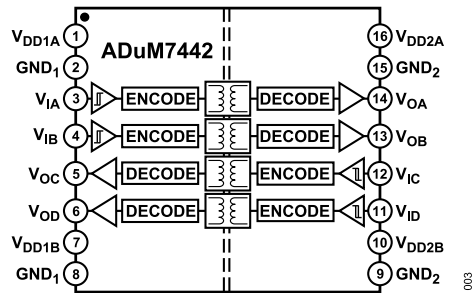 VDD1A 1 ADuM7442 16 VDD2A
GND1 2 15 GND2
VIA 3 ENCODE DECODE 14 VOA
VIB 4 ENCODE DECODE 13 VOB
VOC 5 DECODE ENCODE 12 VIC
VOD 6 DECODE ENCODE 11 VID
VDD1B 7 10 VDD2B
GND1 8 9 GND2
003